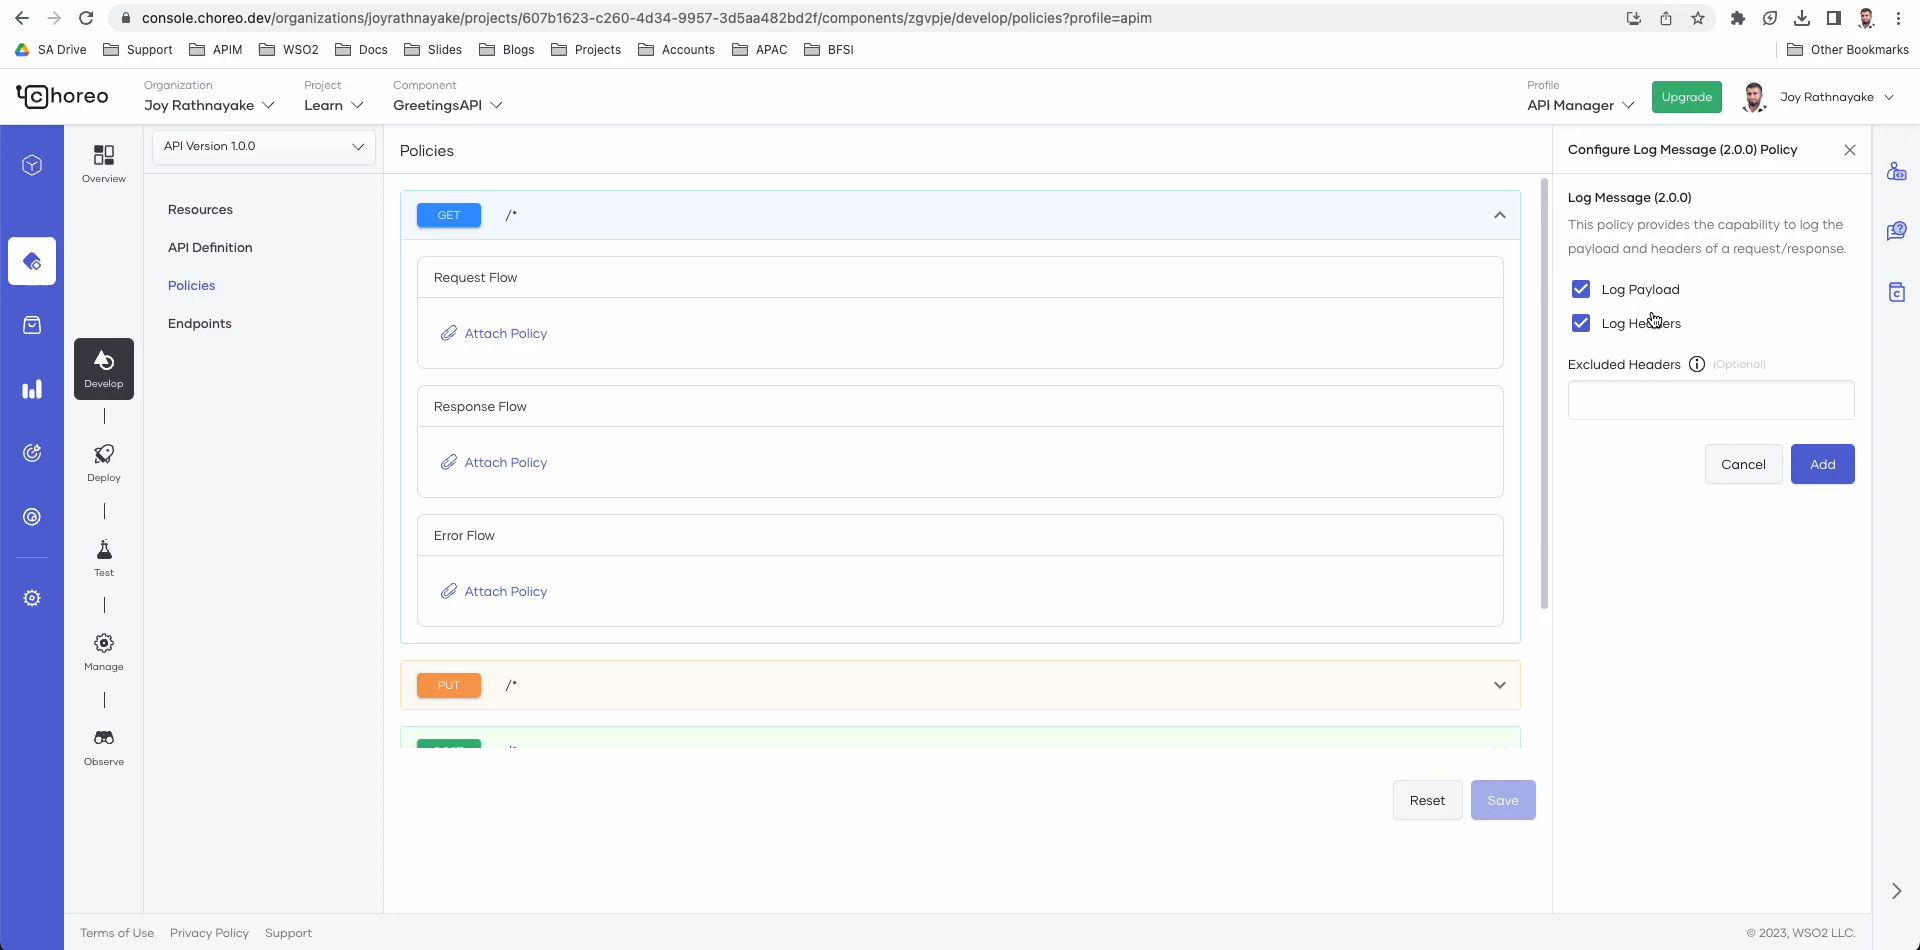 console.choreo.dev/organizations/joyrathnayake/projects/607b1623-c260-4d34-9957-3d5aa482bd2f/components/zgvpje/develop/policies?profile=apim
SA Drive Support APIM WSO2 Docs Slides Blogs Projects Accounts APAC BFSI Other Bookmarks
Choreo
Organization
Joy Rathnayake
Project
Learn
Component
GreetingsAPI
Profile
API Manager
Upgrade
Joy Rathnayake
Overview
Develop
Deploy
Test
Manage
Observe
API Version 1.0.0
Resources
API Definition
Policies
Endpoints
Policies
GET /*
Request Flow
Attach Policy
Response Flow
Attach Policy
Error Flow
Attach Policy
PUT /*
Reset
Save
Configure Log Message (2.0.0) Policy
Log Message (2.0.0)
This policy provides the capability to log the
payload and headers of a request/response.
Log Payload
Log Headers
Excluded Headers (Optional)
Cancel
Add
Terms of Use Privacy Policy Support
© 2023, WSO2 LLC.